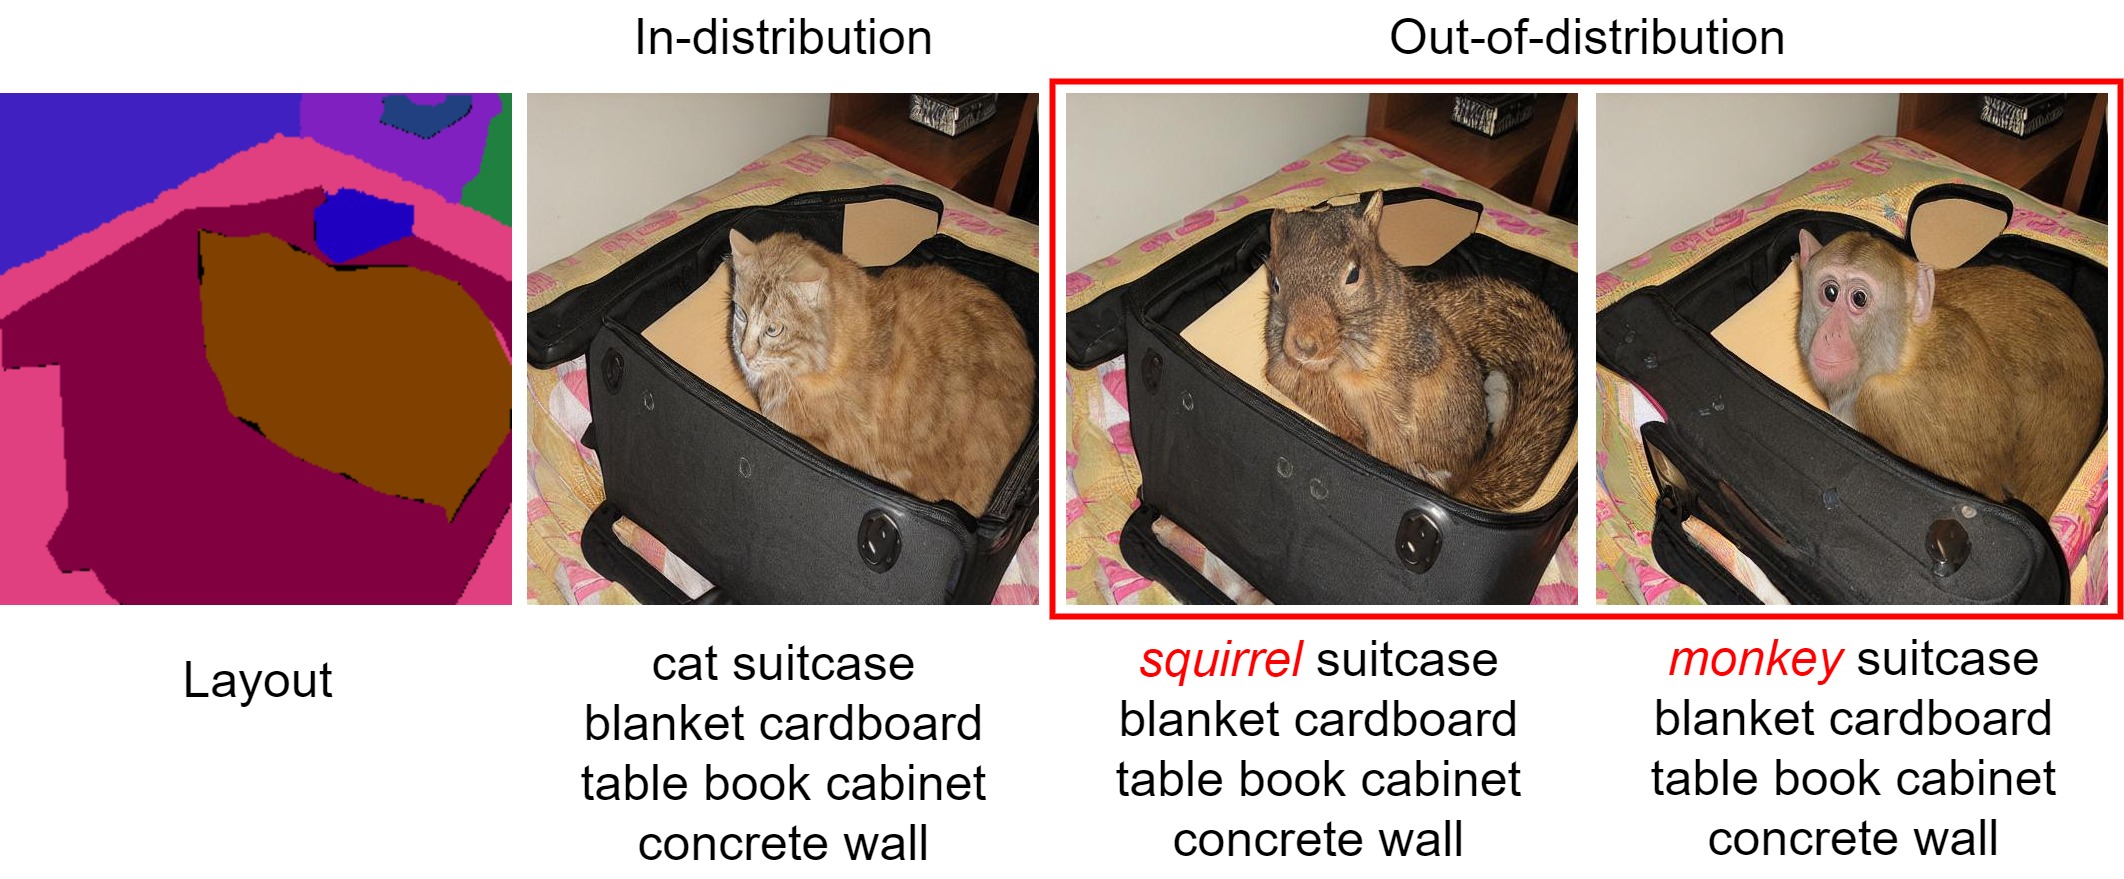 In-distribution
Out-of-distribution
Layout
cat suitcase
blanket cardboard
table book cabinet
concrete wall
squirrel suitcase
blanket cardboard
table book cabinet
concrete wall
monkey suitcase
blanket cardboard
table book cabinet
concrete wall